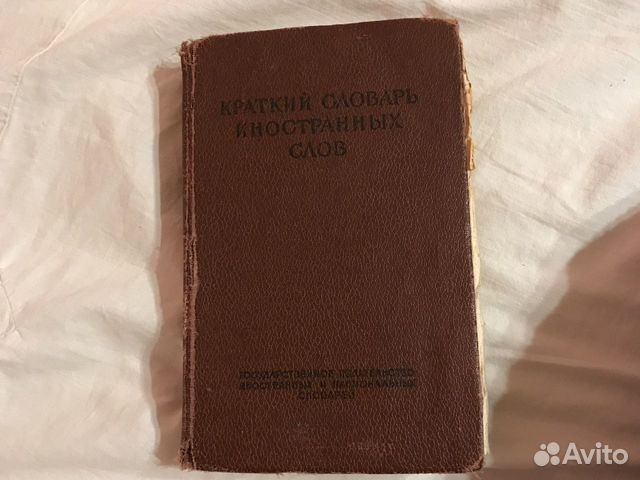 КРАТКИЙ СЛОВАРЬ
ИНОСТРАННЫХ
СЛОВ
ГОСУДАРСТВЕННОЕ ИЗДАТЕЛЬСТВО
ИНОСТРАННЫХ И НАЦИОНАЛЬНЫХ
СЛОВАРЕЙ
Avito